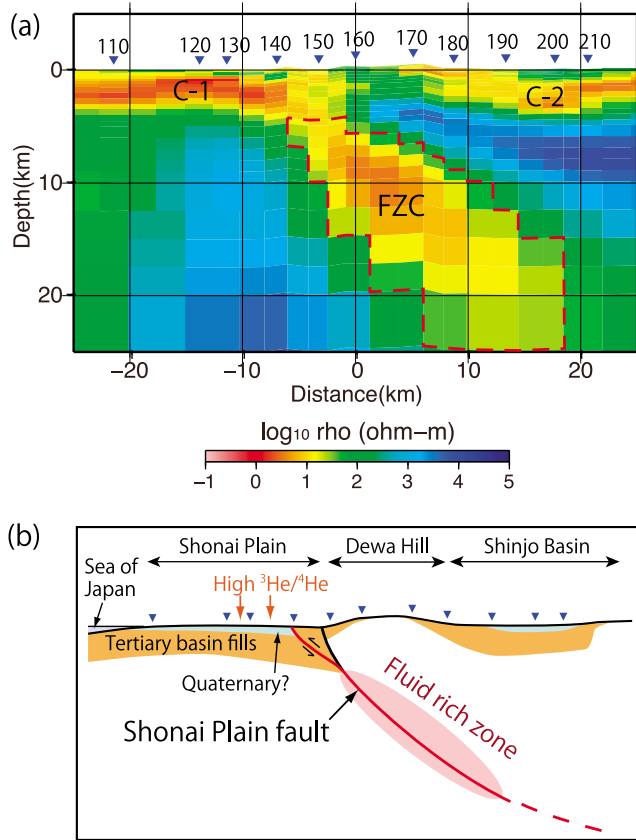 (a)
110 120 130 140 150 160 170 180 190 200 210
C-1
C-2
FZC
0
10
20
Depth(km)
−20 −10 0 10 20
Distance(km)
log₁₀ rho (ohm−m)
−1 0 1 2 3 4 5
(b)
Shonai Plain
Dewa Hill
Shinjo Basin
Sea of
Japan
High ³He/⁴He
Tertiary basin fills
Quaternary?
Shonai Plain fault
Fluid rich zone